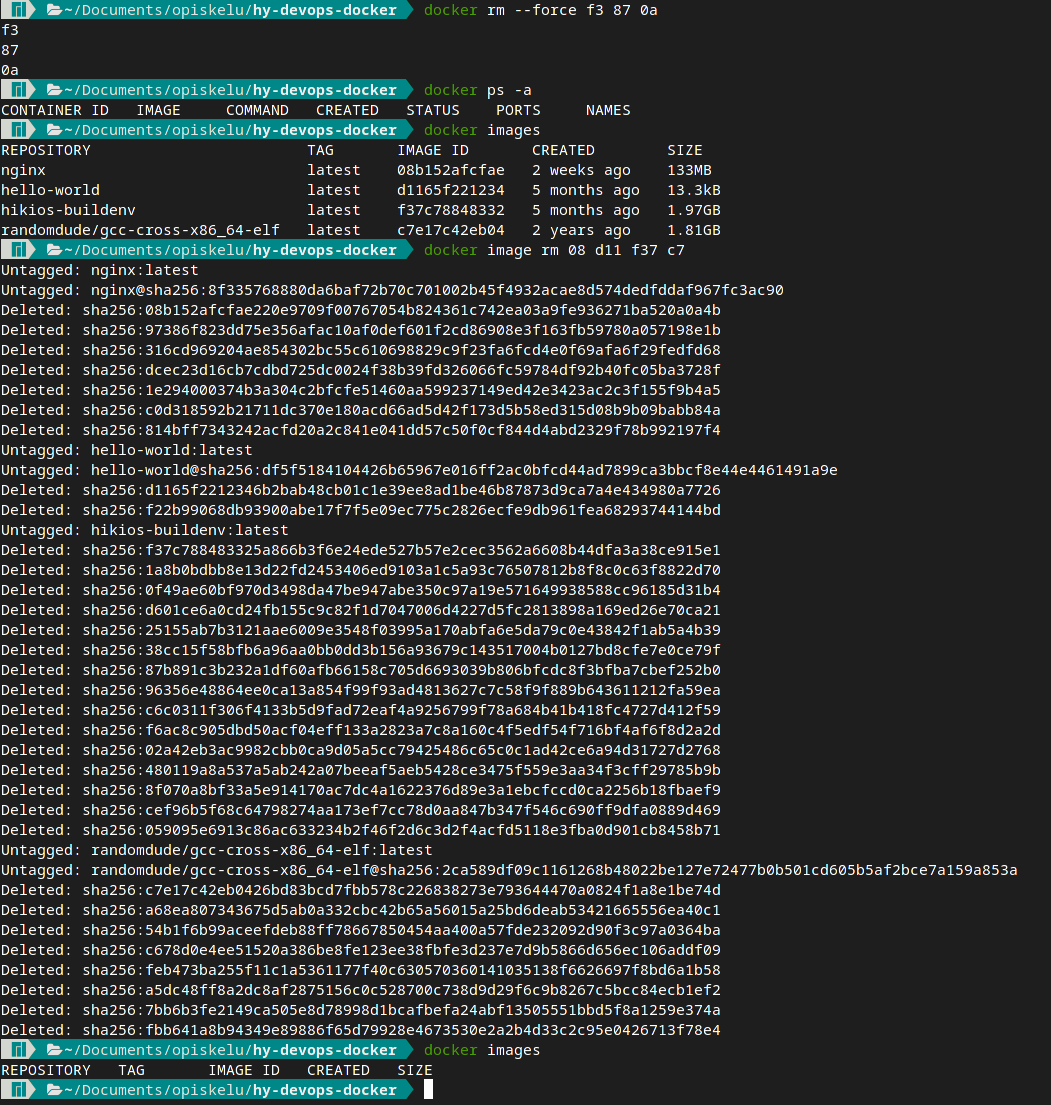 ~/Documents/opiskelu/hy-devops-docker docker rm --force f3 87 0a
f3
87
0a
~/Documents/opiskelu/hy-devops-docker docker ps -a
CONTAINER ID   IMAGE     COMMAND   CREATED   STATUS    PORTS     NAMES
~/Documents/opiskelu/hy-devops-docker docker images
REPOSITORY                        TAG       IMAGE ID       CREATED        SIZE
nginx                             latest    08b152afcfae   2 weeks ago    133MB
hello-world                       latest    d1165f221234   5 months ago   13.3kB
hikios-buildenv                   latest    f37c78848332   5 months ago   1.97GB
randomdude/gcc-cross-x86_64-elf   latest    c7e17c42eb04   2 years ago    1.81GB
~/Documents/opiskelu/hy-devops-docker docker image rm 08 d11 f37 c7
Untagged: nginx:latest
Untagged: nginx@sha256:8f335768880da6baf72b70c701002b45f4932acae8d574dedfddaf967fc3ac90
Deleted: sha256:08b152afcfae220e9709f00767054b824361c742ea03a9fe936271ba520a0a4b
Deleted: sha256:97386f823dd75e356afac10af0def601f2cd86908e3f163fb59780a057198e1b
Deleted: sha256:316cd969204ae854302bc55c610698829c9f23fa6fcd4e0f69afa6f29fedfd68
Deleted: sha256:dcec23d16cb7cdbd725dc0024f38b39fd326066fc59784df92b40fc05ba3728f
Deleted: sha256:1e294000374b3a304c2bfcfe51460aa599237149ed42e3423ac2c3f155f9b4a5
Deleted: sha256:c0d318592b21711dc370e180acd66ad5d42f173d5b58ed315d08b9b09babb84a
Deleted: sha256:814bff7343242acfd20a2c841e041dd57c50f0cf844d4abd2329f78b992197f4
Untagged: hello-world:latest
Untagged: hello-world@sha256:df5f5184104426b65967e016ff2ac0bfcd44ad7899ca3bbcf8e44e4461491a9e
Deleted: sha256:d1165f2212346b2bab48cb01c1e39ee8ad1be46b87873d9ca7a4e434980a7726
Deleted: sha256:f22b99068db93900abe17f7f5e09ec775c2826ecfe9db961fea68293744144bd
Untagged: hikios-buildenv:latest
Deleted: sha256:f37c788483325a866b3f6e24ede527b57e2cec3562a6608b44dfa3a38ce915e1
Deleted: sha256:1a8b0bdbb8e13d22fd2453406ed9103a1c5a93c76507812b8f8c0c63f8822d70
Deleted: sha256:0f49ae60bf970d3498da47be947abe350c97a19e571649938588cc96185d31b4
Deleted: sha256:d601ce6a0cd24fb155c9c82f1d7047006d4227d5fc2813898a169ed26e70ca21
Deleted: sha256:25155ab7b3121aae6009e3548f03995a170abfa6e5da79c0e43842f1ab5a4b39
Deleted: sha256:38cc15f58bfb6a96aa0bb0dd3b156a93679c143517004b0127bd8cfe7e0ce79f
Deleted: sha256:87b891c3b232a1df60afb66158c705d6693039b806bfcdc8f3bfba7cbef252b0
Deleted: sha256:96356e48864ee0ca13a854f99f93ad4813627c7c58f9f889b643611212fa59ea
Deleted: sha256:c6c0311f306f4133b5d9fad72eaf4a9256799f78a684b41b418fc4727d412f59
Deleted: sha256:f6ac8c905dbd50acf04eff133a2823a7c8a160c4f5edf54f716bf4af6f8d2a2d
Deleted: sha256:02a42eb3ac9982cbb0ca9d05a5cc79425486c65c0c1ad42ce6a94d31727d2768
Deleted: sha256:480119a8a537a5ab242a07beeaf5aeb5428ce3475f559e3aa34f3cff29785b9b
Deleted: sha256:8f070a8bf33a5e914170ac7dc4a1622376d89e3a1ebcfccd0ca2256b18fbaef9
Deleted: sha256:cef96b5f68c64798274aa173ef7cc78d0aa847b347f546c690ff9dfa0889d469
Deleted: sha256:059095e6913c86ac633234b2f46f2d6c3d2f4acfd5118e3fba0d901cb8458b71
Untagged: randomdude/gcc-cross-x86_64-elf:latest
Untagged: randomdude/gcc-cross-x86_64-elf@sha256:2ca589df09c1161268b48022be127e72477b0b501cd605b5af2bce7a159a853a
Deleted: sha256:c7e17c42eb0426bd83bcd7fbb578c226838273e793644470a0824f1a8e1be74d
Deleted: sha256:a68ea807343675d5ab0a332cbc42b65a56015a25bd6deab53421665556ea40c1
Deleted: sha256:54b1f6b99aceefdeb88ff78667850454aa400a57fde232092d90f3c97a0364ba
Deleted: sha256:c678d0e4ee51520a386be8fe123ee38fbfe3d237e7d9b5866d656ec106addf09
Deleted: sha256:feb473ba255f11c1a5361177f40c630570360141035138f6626697f8bd6a1b58
Deleted: sha256:a5dc48ff8a2dc8af2875156c0c528700c738d9d29f6c9b8267c5bcc84ecb1ef2
Deleted: sha256:7bb6b3fe2149ca505e8d78998d1bcafbefa24abf13505551bbd5f8a1259e374a
Deleted: sha256:fbb641a8b94349e89886f65d79928e4673530e2a2b4d33c2c95e0426713f78e4
~/Documents/opiskelu/hy-devops-docker docker images
REPOSITORY   TAG       IMAGE ID   CREATED   SIZE
~/Documents/opiskelu/hy-devops-docker